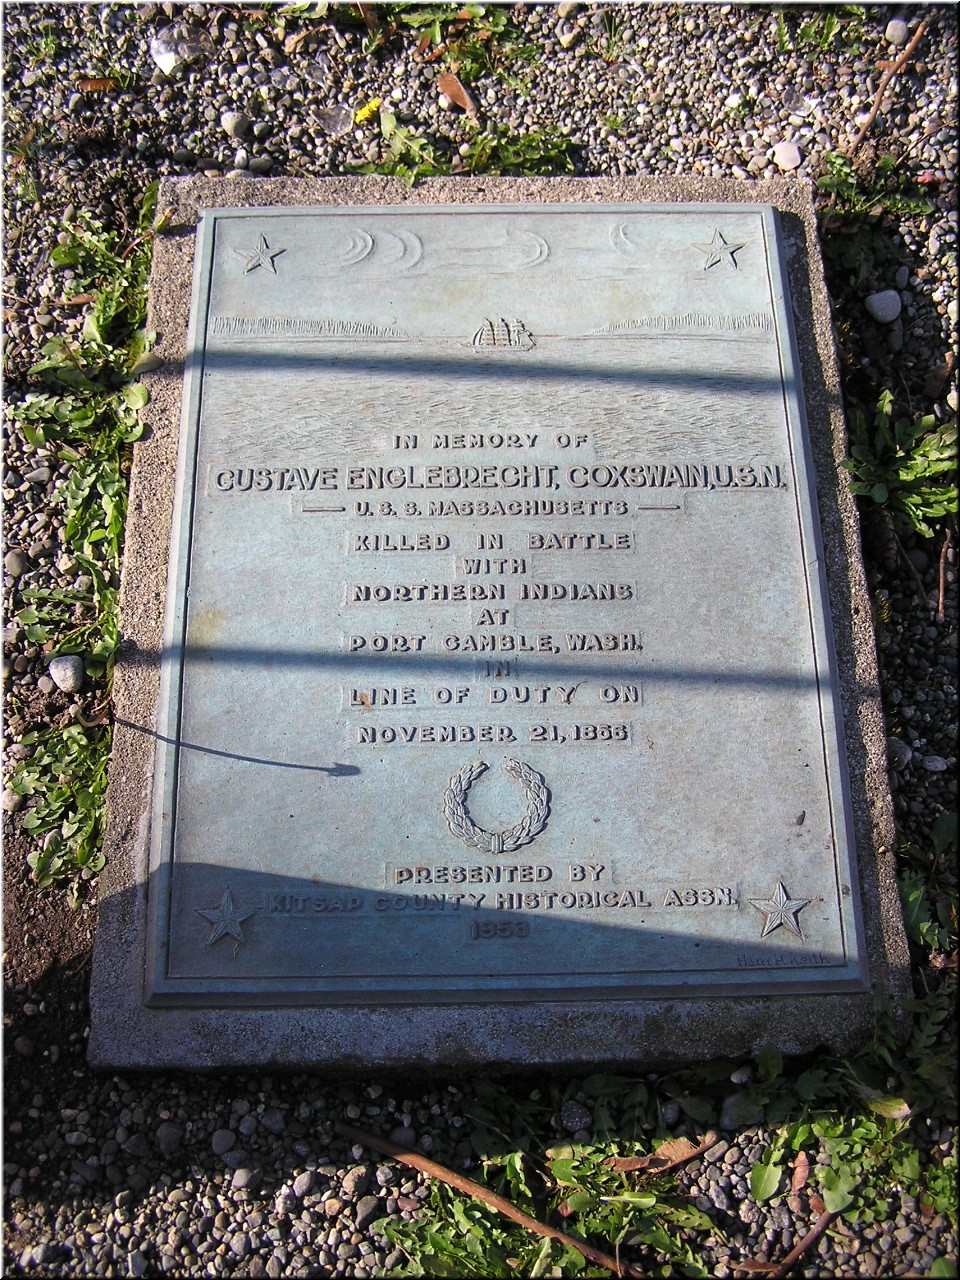 IN MEMORY OF
GUSTAVE ENGLEBRECHT, COXSWAIN, U.S.N.
U.S.S. MASSACHUSETTS
KILLED IN BATTLE
WITH
NORTHERN INDIANS
AT
PORT GAMBLE, WASH.
IN
LINE OF DUTY ON
NOVEMBER 21, 1856
PRESENTED BY
KITSAP COUNTY HISTORICAL ASSN.
H. Keith